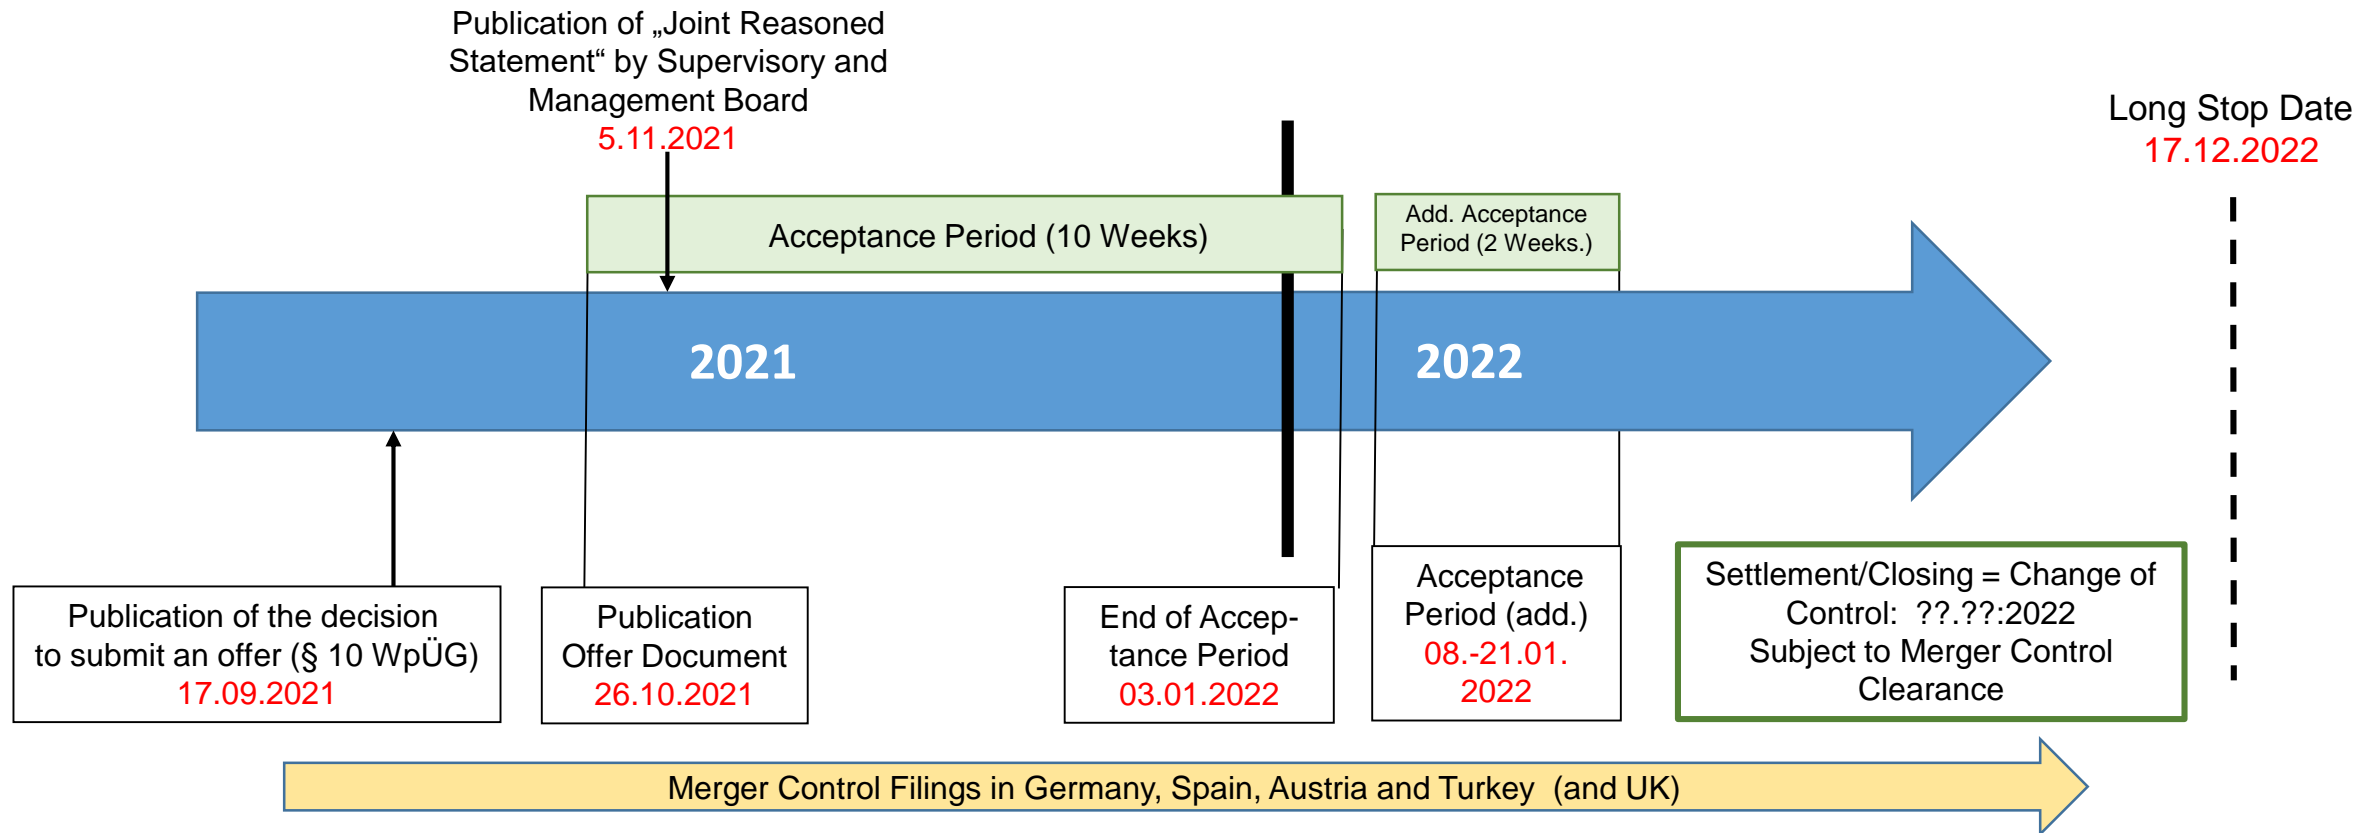 Publication of „Joint Reasoned
Statement“ by Supervisory and
Management Board
5.11.2021
Long Stop Date
17.12.2022
Acceptance Period (10 Weeks)
Add. Acceptance
Period (2 Weeks.)
2021
2022
Publication of the decision
to submit an offer (§ 10 WpÜG)
17.09.2021
Publication
Offer Document
26.10.2021
End of Accep-
tance Period
03.01.2022
Acceptance
Period (add.)
08.-21.01.
2022
Settlement/Closing = Change of
Control: ??.??:2022
Subject to Merger Control
Clearance
Merger Control Filings in Germany, Spain, Austria and Turkey (and UK)